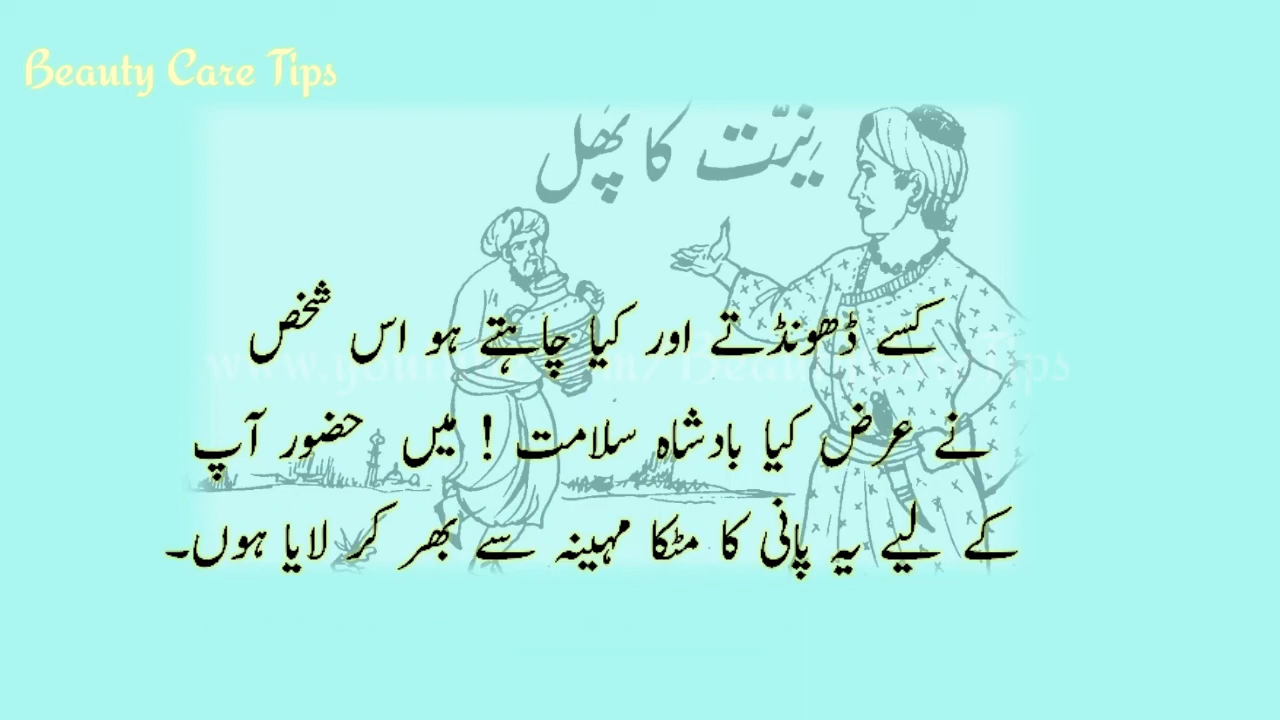 Beauty Care Tips
نیّت کا پھل
کسے ڈھونڈتے اور کیا چاہتے ہو اس شخص
نے عرض کیا بادشاہ سلامت ! میں حضور آپ
کے لیے یہ پانی کا مٹکا مہینہ سے بھر کر لایا ہوں۔